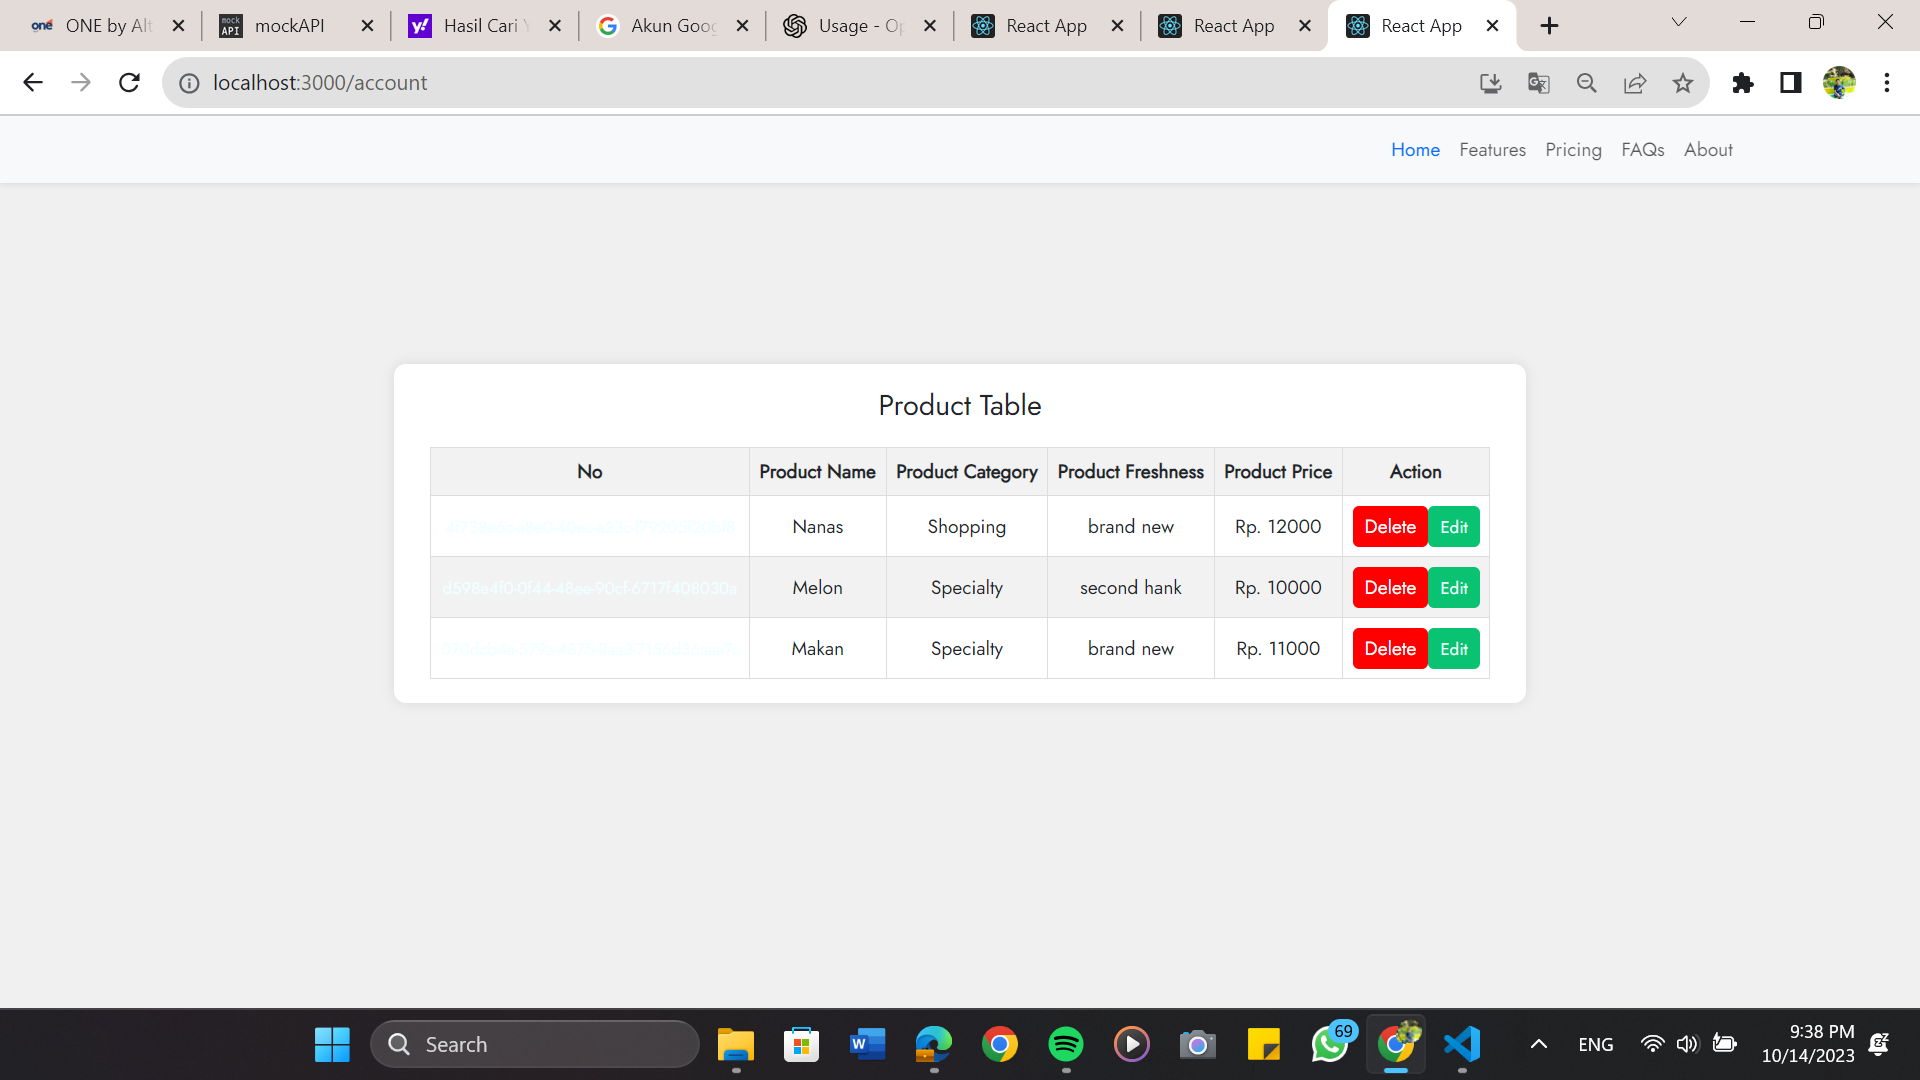 one ONE by Alt mock API mockAPI y! Hasil Cari Y Akun Goog Usage - Op React App React App React App
localhost:3000/account
Home Features Pricing FAQs About
Product Table
No Product Name Product Category Product Freshness Product Price Action
Nanas Shopping brand new Rp. 12000 Delete Edit
d598e4f0-0f44-48ee-90cf-6717f408030e Melon Specialty second hank Rp. 10000 Delete Edit
Makan Specialty brand new Rp. 11000 Delete Edit
Search W 69 ENG 9:38 PM
10/14/2023